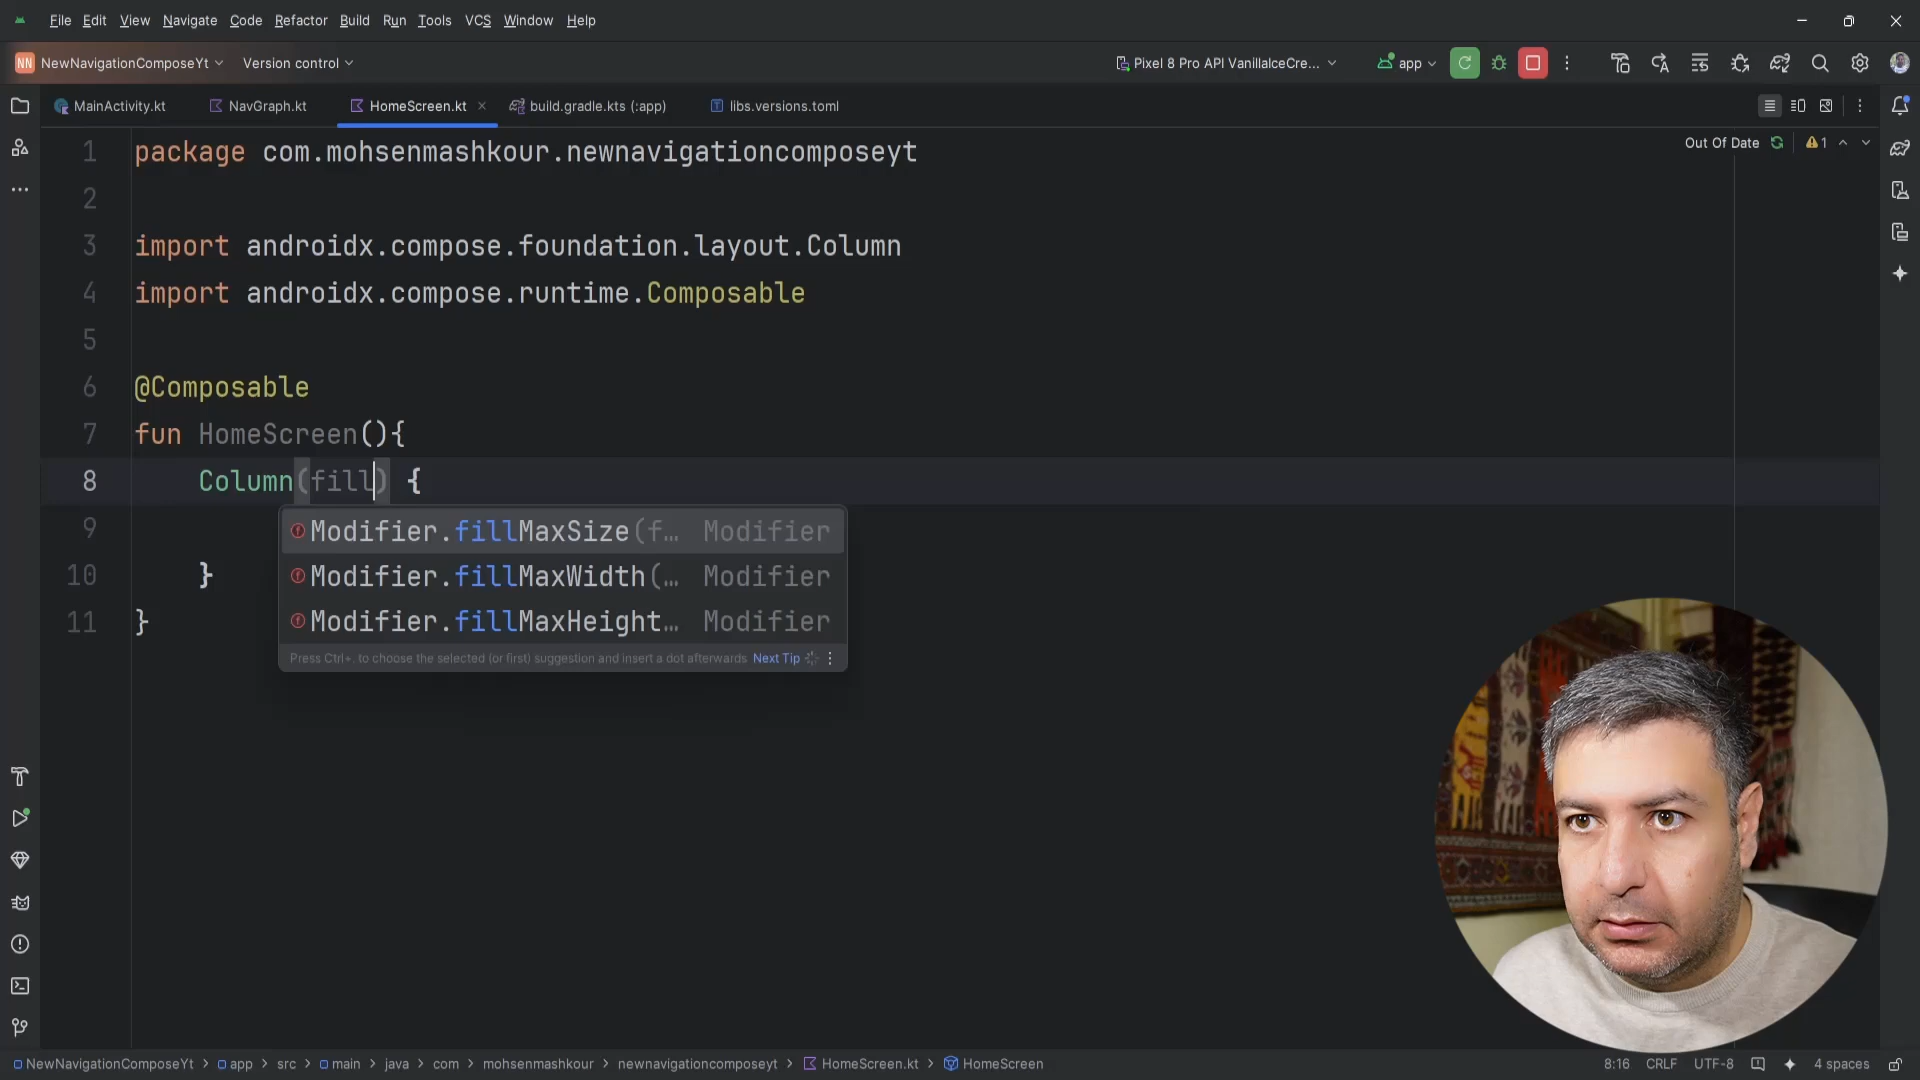 File Edit View Navigate Code Refactor Build Run Tools VCS Window Help
NN NewNavigationComposeYt Version control Pixel 8 Pro API VanillaIceCre... app
MainActivity.kt NavGraph.kt HomeScreen.kt build.gradle.kts (:app) libs.versions.toml
Out Of Date 1
1 package com.mohsenmashkour.newnavigationcomposeyt
2
3 import androidx.compose.foundation.layout.Column
4 import androidx.compose.runtime.Composable
5
6 @Composable
7 fun HomeScreen(){
8 Column(fill) {
9
10 }
11 }
Modifier.fillMaxSize(f... Modifier
Modifier.fillMaxWidth(... Modifier
Modifier.fillMaxHeight... Modifier
Press Ctrl+. to choose the selected (or first) suggestion and insert a dot afterwards Next Tip
NewNavigationComposeYt > app > src > main > java > com > mohsenmashkour > newnavigationcomposeyt > HomeScreen.kt > HomeScreen 8:16 CRLF UTF-8 4 spaces